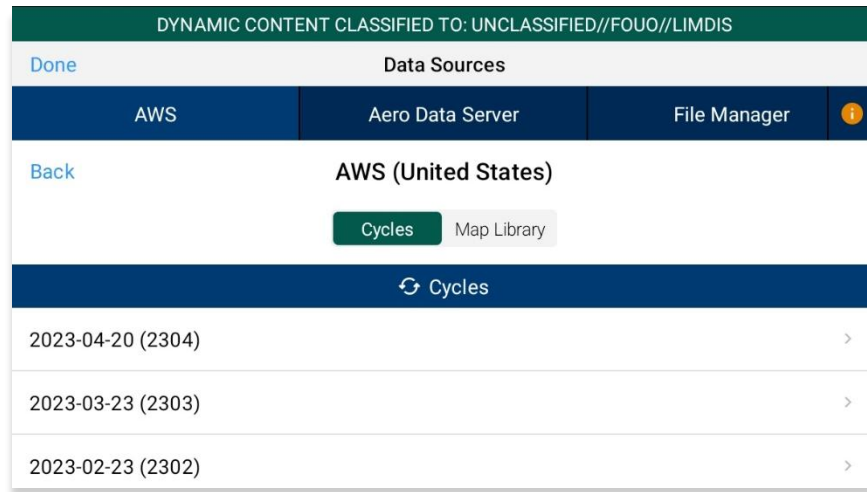 DYNAMIC CONTENT CLASSIFIED TO: UNCLASSIFIED//FOUO//LIMDIS
Done Data Sources
AWS Aero Data Server File Manager i
Back AWS (United States)
Cycles Map Library
Cycles
2023-04-20 (2304)
2023-03-23 (2303)
2023-02-23 (2302)